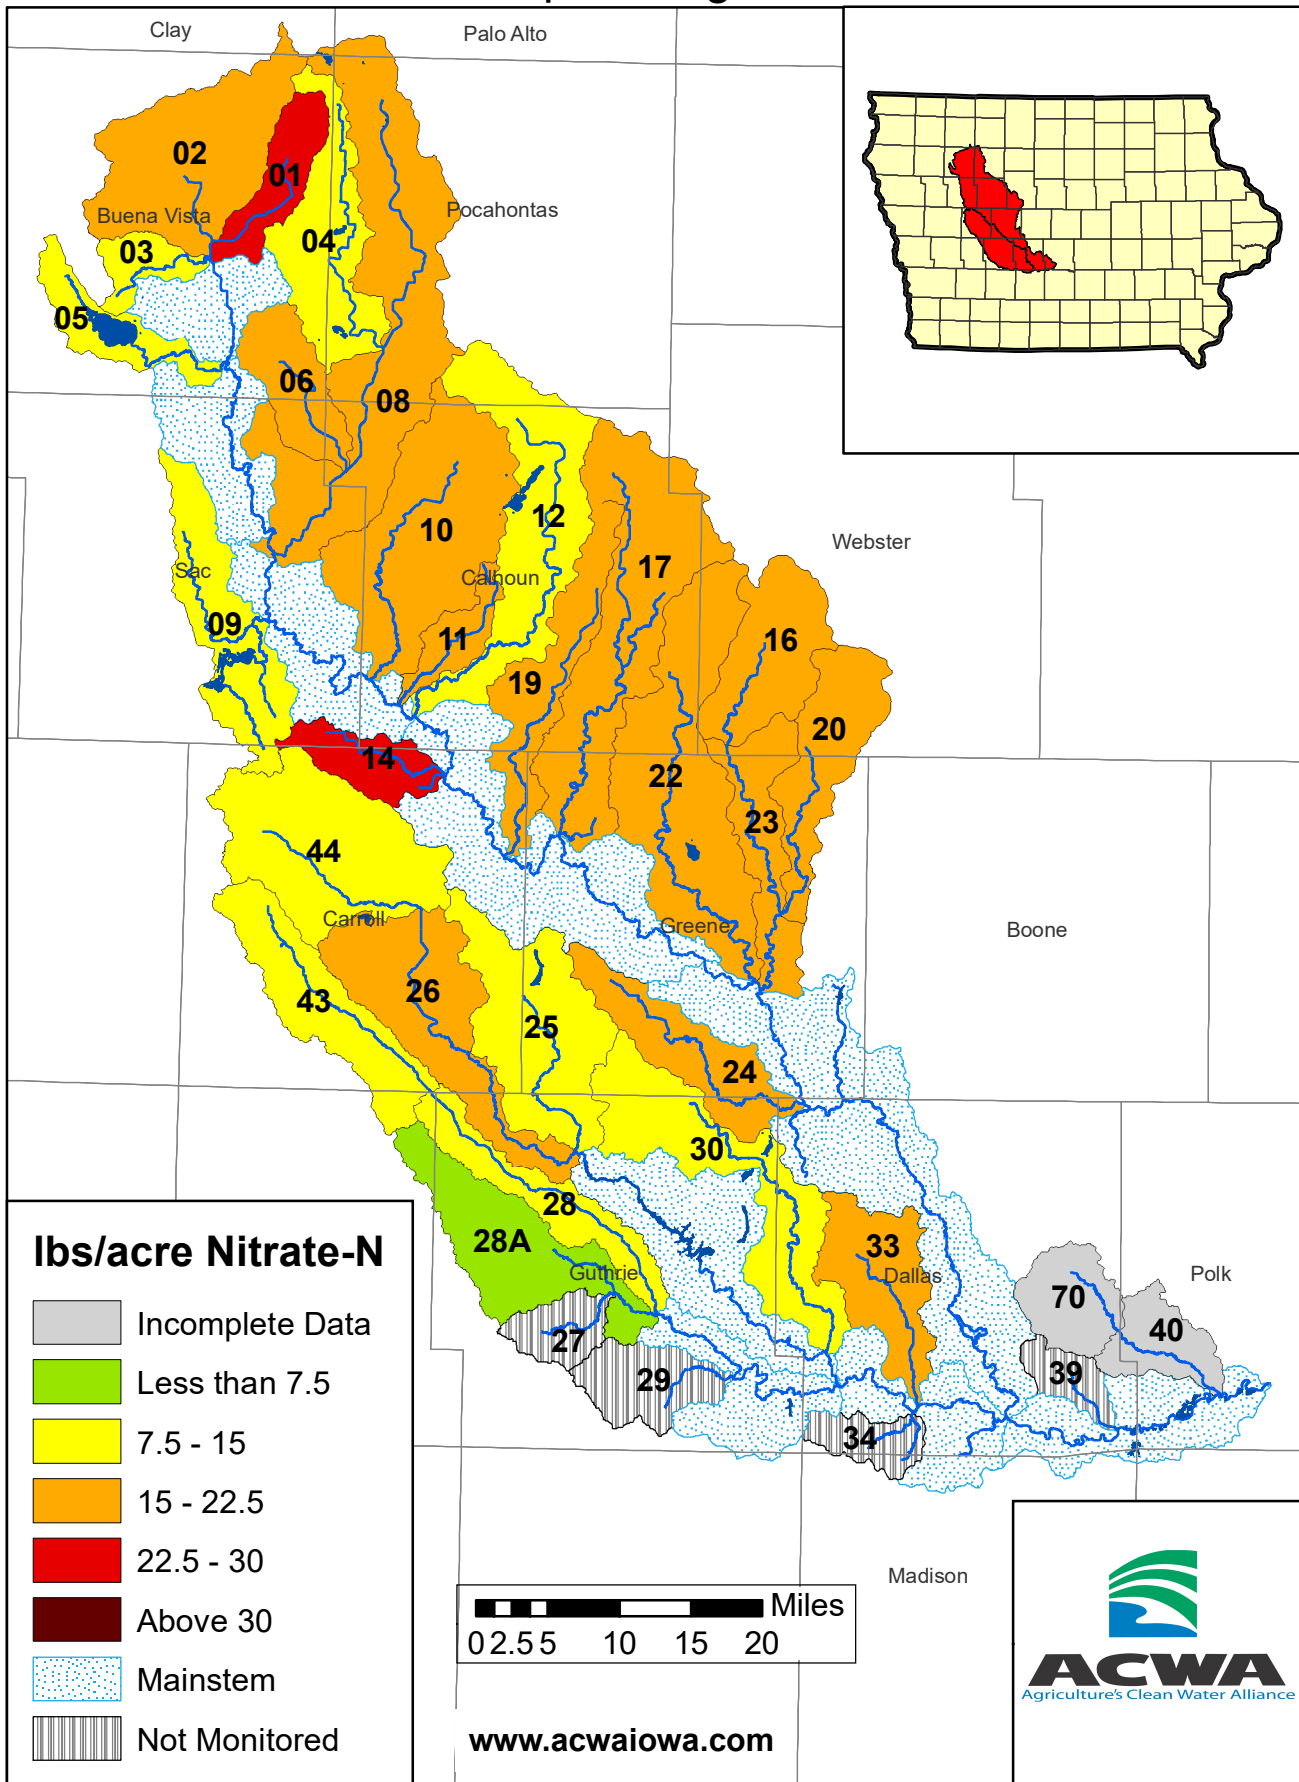 Clay
Palo Alto
02
01
Buena Vista
Pocahontas
03
04
05
06
08
10
12
Webster
17
Sac
Calhoun
09
11
16
19
20
14
22
23
44
Carroll
Greene
Boone
26
43
25
24
30
28
28A
33
Guthrie
Dallas
Polk
70
40
27
29
39
34
lbs/acre Nitrate-N
Incomplete Data
Less than 7.5
7.5 - 15
15 - 22.5
22.5 - 30
Above 30
Mainstem
Not Monitored
Madison
Miles
0 2.5 5 10 15 20
www.acwaiowa.com
ACWA
Agriculture's Clean Water Alliance